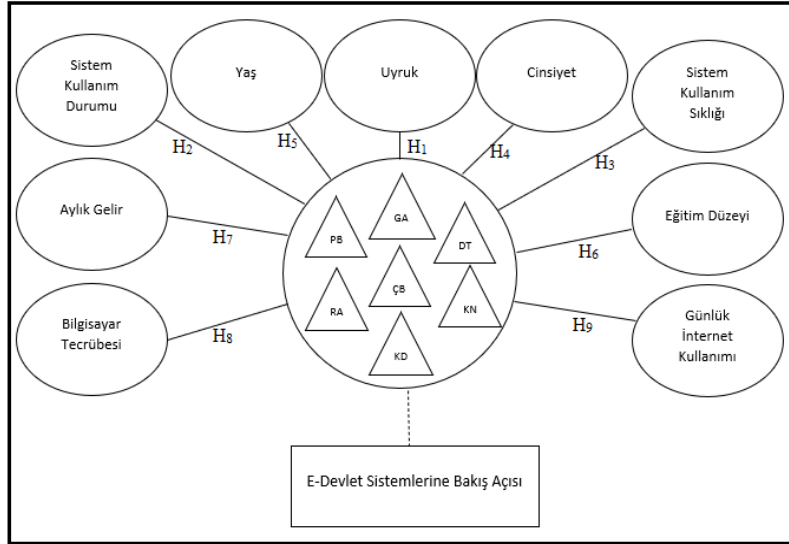 Sistem
Kullanım
Durumu
Yaş
Uyruk
Cinsiyet
Sistem
Kullanım
Sıklığı
H2
H5
H1
H4
H3
Aylık Gelir
H7
Eğitim Düzeyi
H6
Bilgisayar
Tecrübesi
H8
Günlük
İnternet
Kullanımı
H9
GA
PB
DT
ÇB
RA
KN
KD
E-Devlet Sistemlerine Bakış Açısı